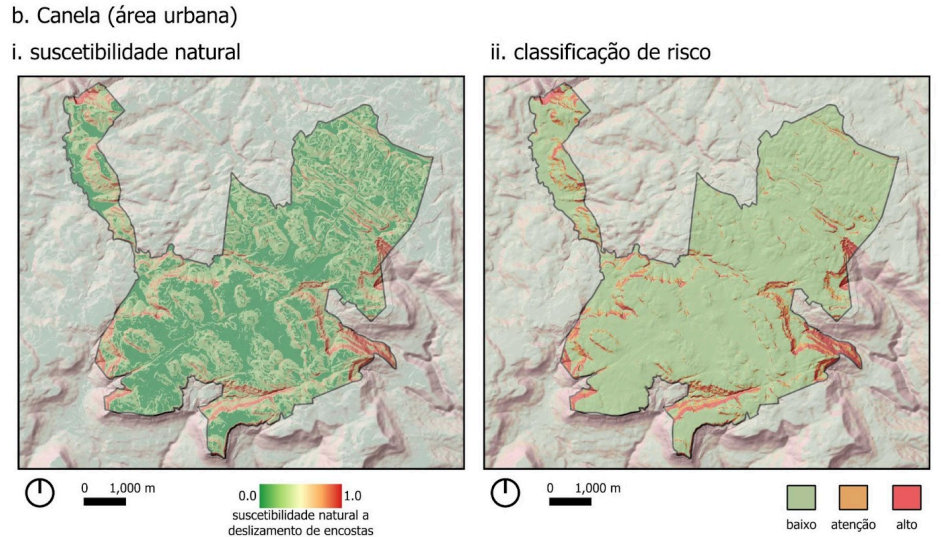 b. Canela (área urbana)
i. suscetibilidade natural
ii. classificação de risco
0 1,000 m
0.0 1.0
suscetibilidade natural a
deslizamento de encostas
0 1,000 m
baixo atenção alto